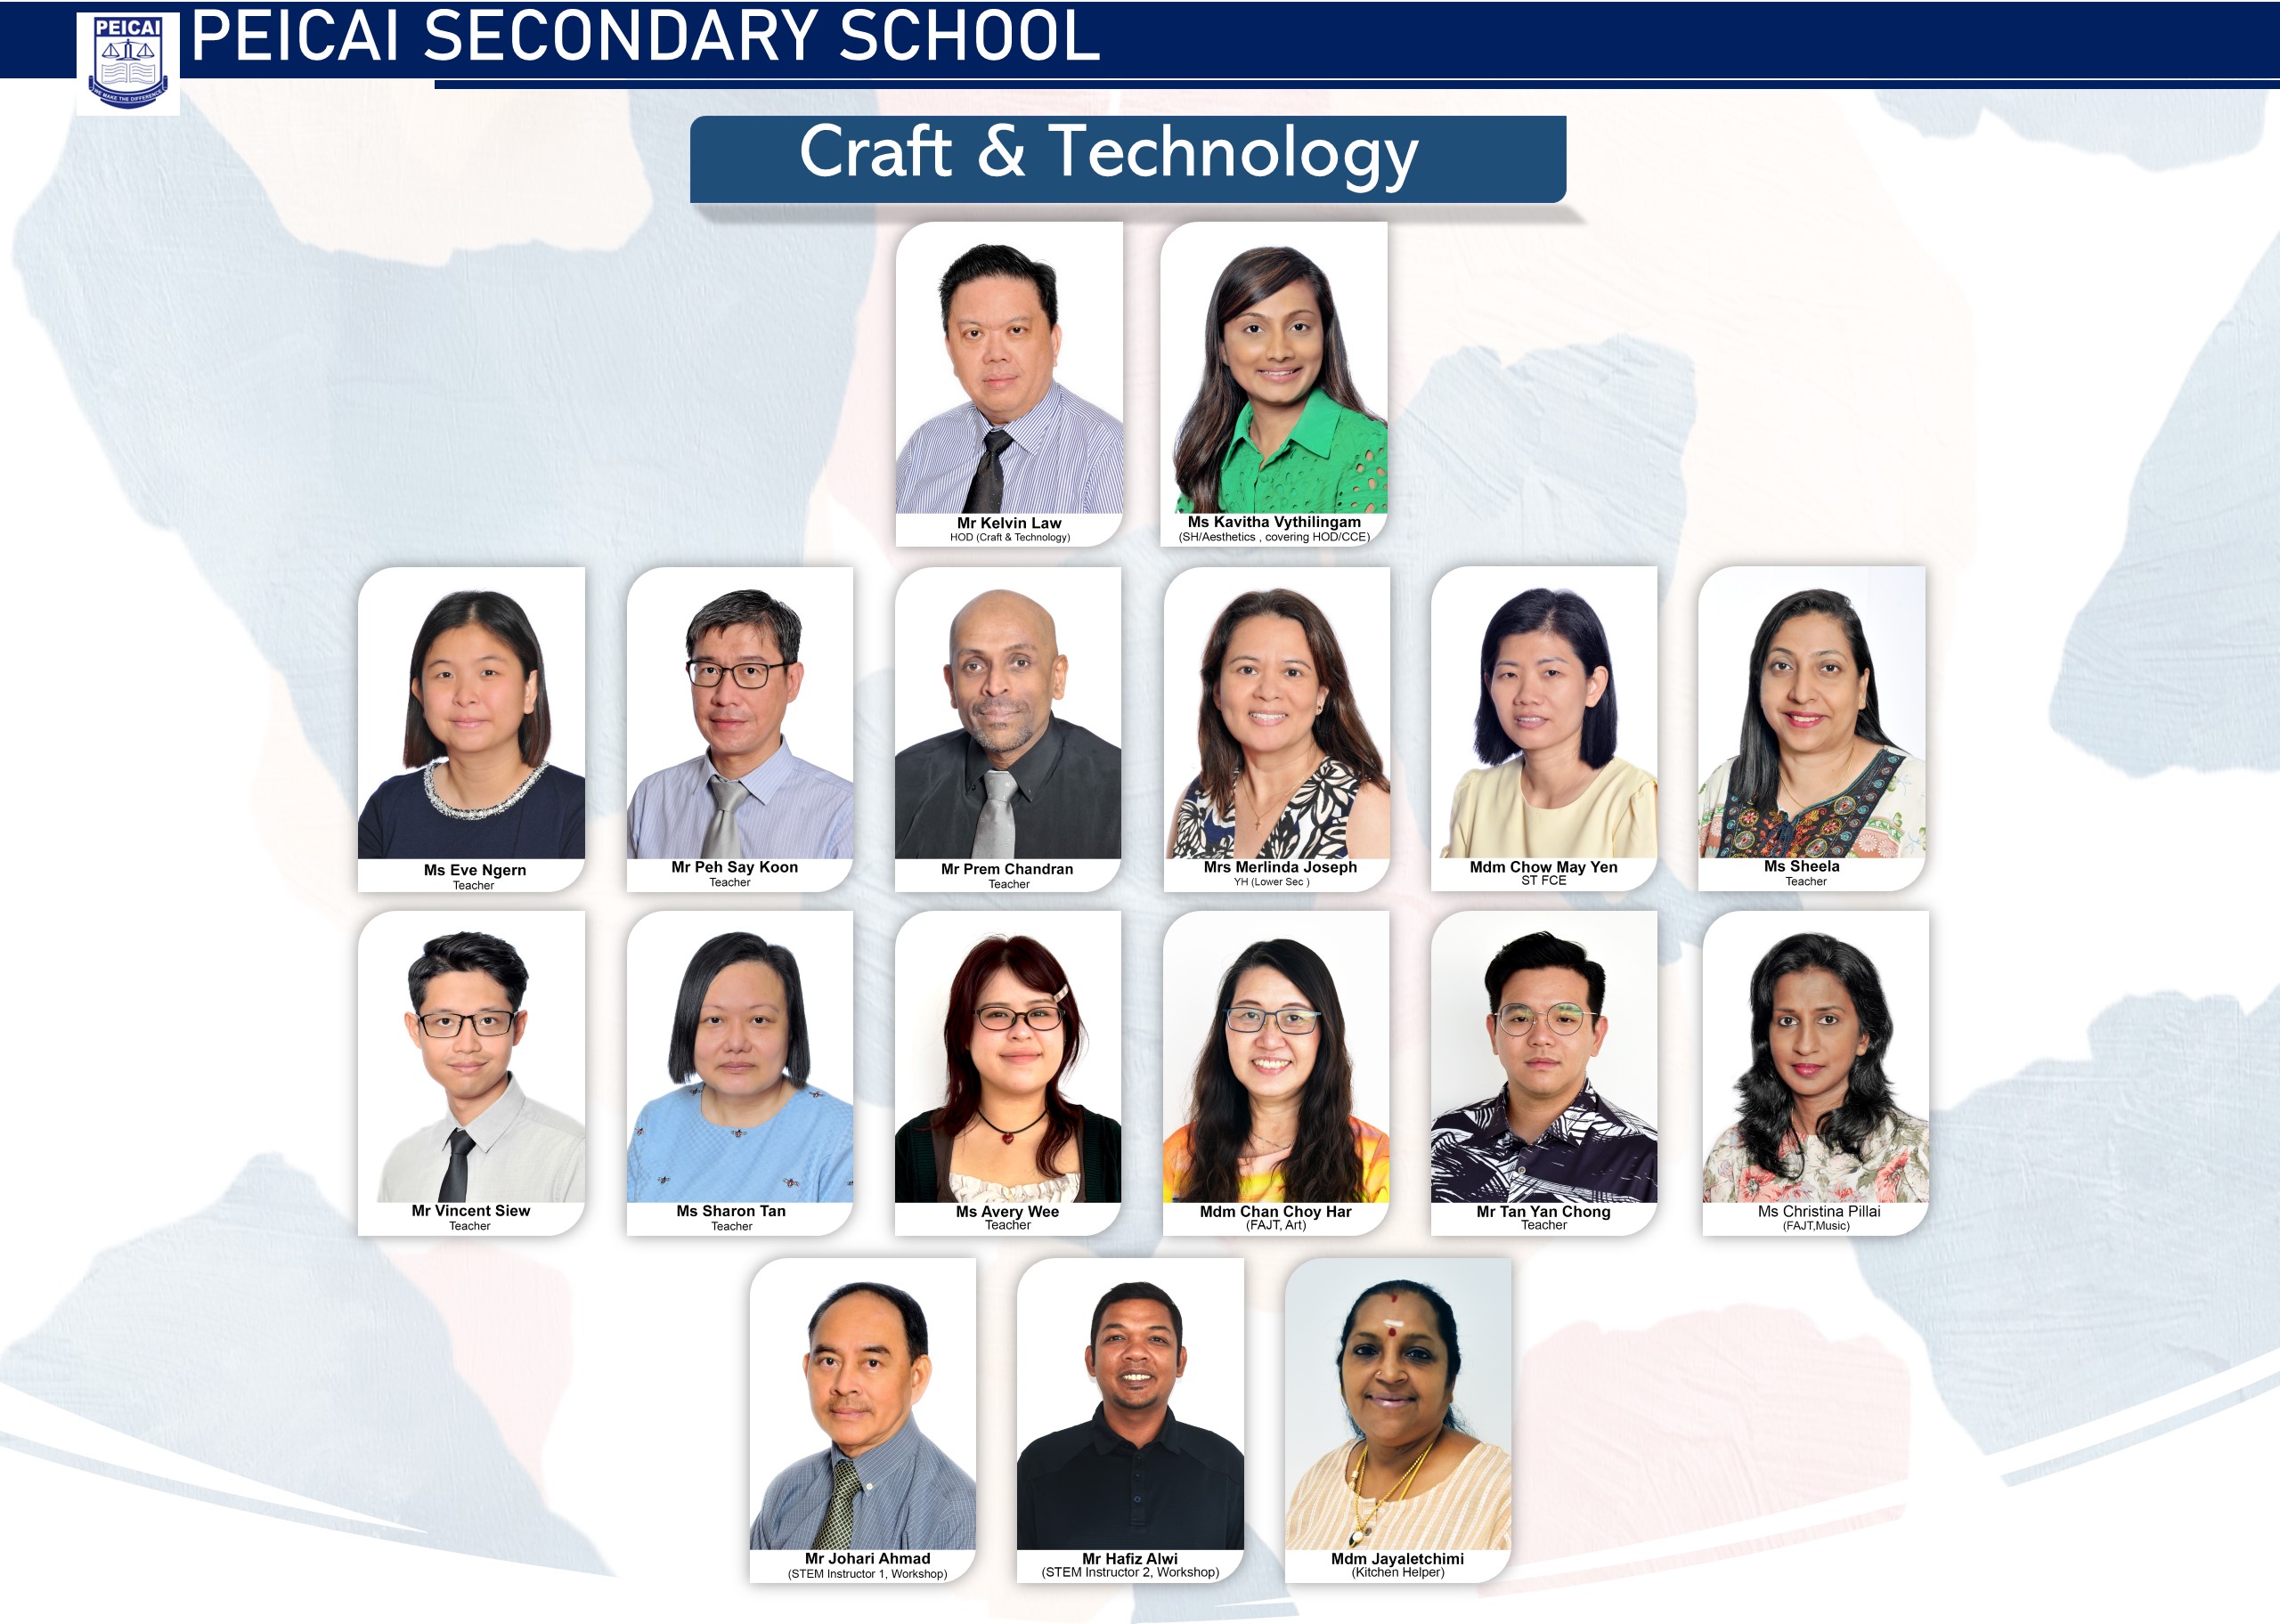 PEICAI
WE MAKE THE DIFFERENCE
PEICAI SECONDARY SCHOOL
Craft & Technology
Mr Kelvin Law
HOD (Craft & Technology)
Ms Kavitha Vythilingam
(SH/Aesthetics , covering HOD/CCE)
Ms Eve Ngern
Teacher
Mr Peh Say Koon
Teacher
Mr Prem Chandran
Teacher
Mrs Merlinda Joseph
YH (Lower Sec )
Mdm Chow May Yen
ST FCE
Ms Sheela
Teacher
Mr Vincent Siew
Teacher
Ms Sharon Tan
Teacher
Ms Avery Wee
Teacher
Mdm Chan Choy Har
(FAJT, Art)
Mr Tan Yan Chong
Teacher
Ms Christina Pillai
(FAJT,Music)
Mr Johari Ahmad
(STEM Instructor 1, Workshop)
Mr Hafiz Alwi
(STEM Instructor 2, Workshop)
Mdm Jayaletchimi
(Kitchen Helper)